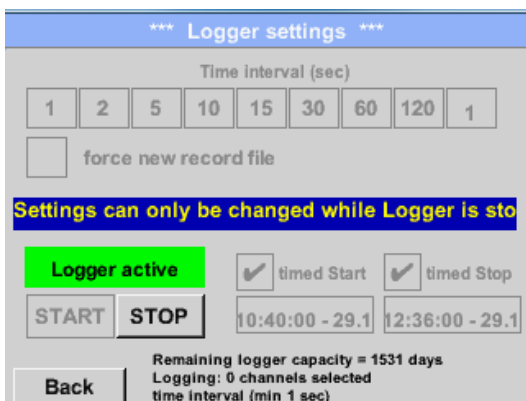 *** Logger settings ***
Time interval (sec)
1 2 5 10 15 30 60 120 1
force new record file
Settings can only be changed while Logger is sto
Logger active
timed Start timed Stop
START STOP 10:40:00 - 29.1 12:36:00 - 29.1
Remaining logger capacity = 1531 days
Logging: 0 channels selected
time interval (min 1 sec)
Back